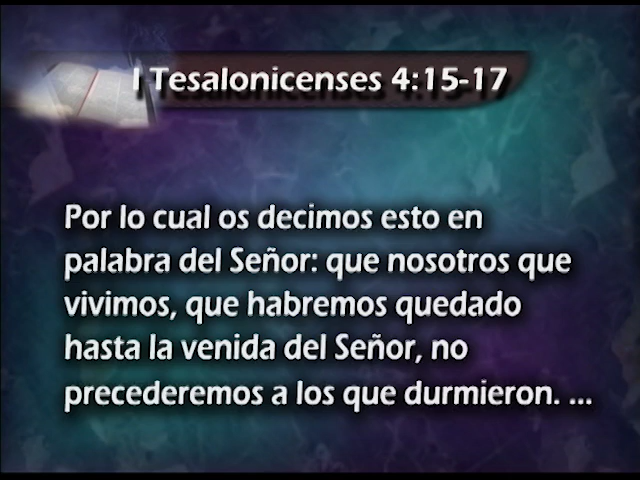 I Tesalonicenses 4:15-17
Por lo cual os decimos esto en
palabra del Señor: que nosotros que
vivimos, que habremos quedado
hasta la venida del Señor, no
precederemos a los que durmieron. ...